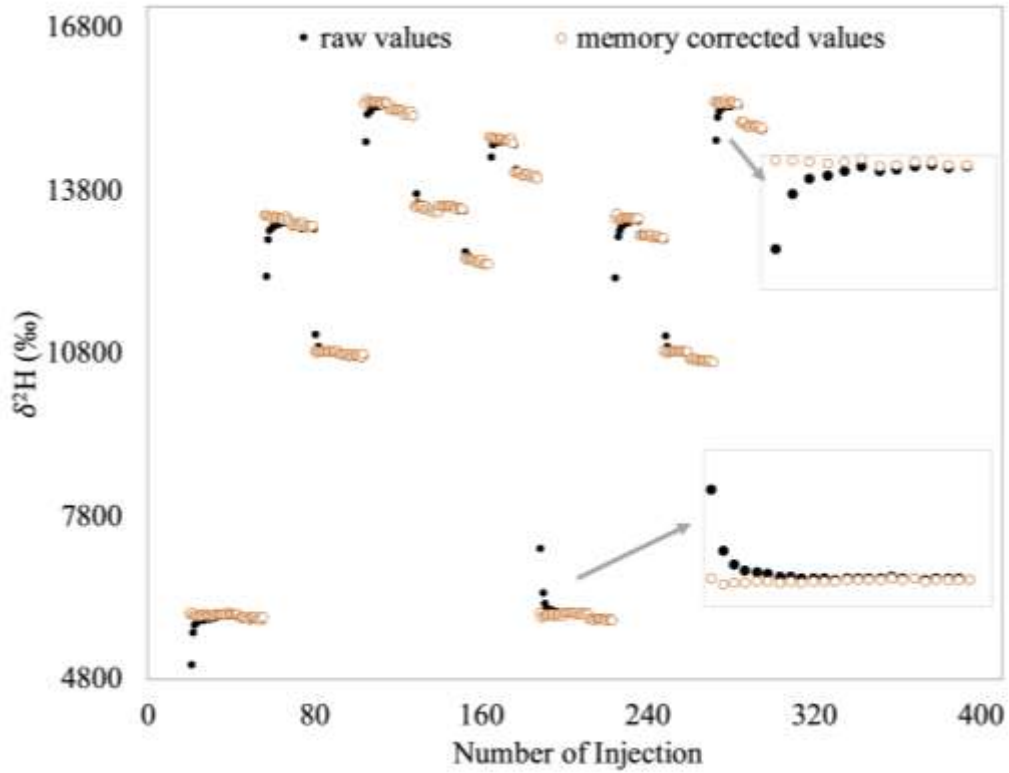 16800
raw values
memory corrected values
13800
10800
δ²H (‰)
7800
4800
0 80 160 240 320 400
Number of Injection